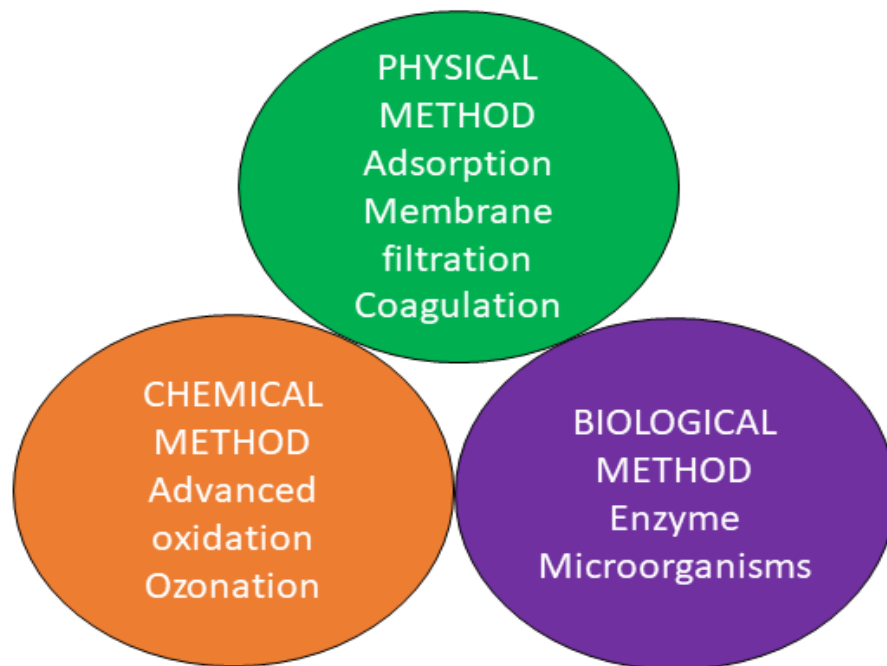 PHYSICAL
METHOD
Adsorption
Membrane
filtration
Coagulation
CHEMICAL
METHOD
Advanced
oxidation
Ozonation
BIOLOGICAL
METHOD
Enzyme
Microorganisms